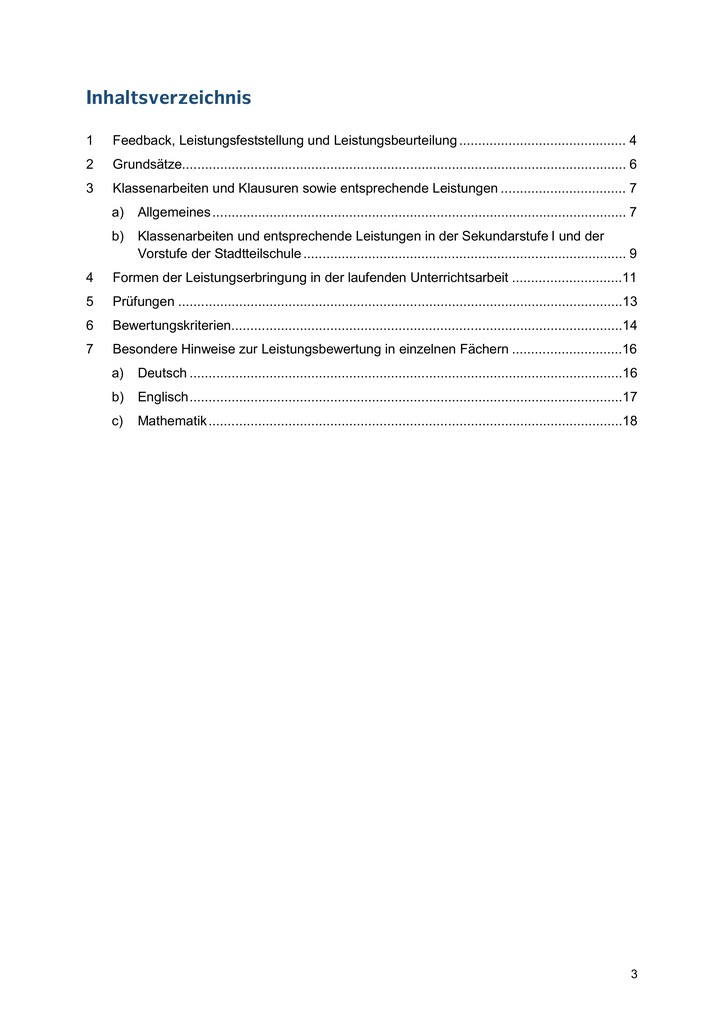 Inhaltsverzeichnis
1 Feedback, Leistungsfeststellung und Leistungsbeurteilung ............................................ 4
2 Grundsätze..................................................................................................................... 6
3 Klassenarbeiten und Klausuren sowie entsprechende Leistungen ................................. 7
a) Allgemeines ............................................................................................................. 7
b) Klassenarbeiten und entsprechende Leistungen in der Sekundarstufe I und der
Vorstufe der Stadtteilschule ..................................................................................... 9
4 Formen der Leistungserbringung in der laufenden Unterrichtsarbeit .............................11
5 Prüfungen .....................................................................................................................13
6 Bewertungskriterien.......................................................................................................14
7 Besondere Hinweise zur Leistungsbewertung in einzelnen Fächern .............................16
a) Deutsch ..................................................................................................................16
b) Englisch..................................................................................................................17
c) Mathematik .............................................................................................................18
3